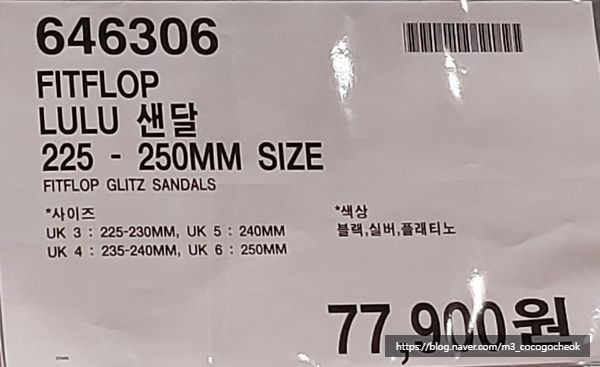 646306
FITFLOP
LULU 샌달
225 - 250MM SIZE
FITFLOP GLITZ SANDALS
*사이즈
UK 3 : 225-230MM, UK 5 : 240MM
UK 4 : 235-240MM, UK 6 : 250MM
*색상
블랙,실버,플래티노
77,900원
https://blog.naver.com/m3_cocogocheok